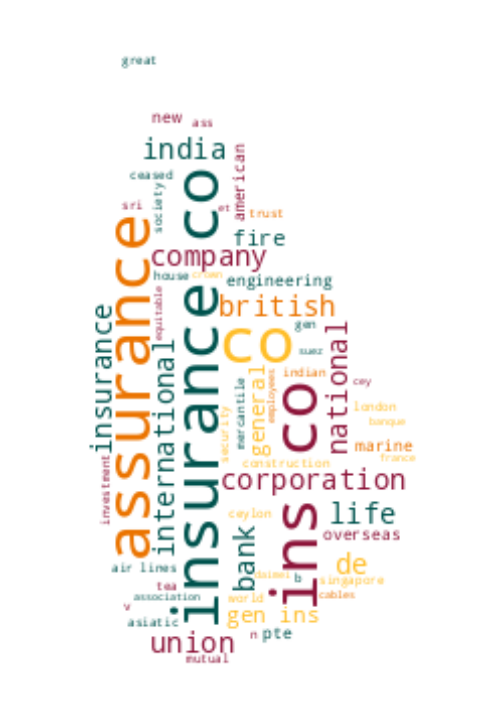 great
new
ass
india
american
ceased
society
sri
insurance co
et
trust
assurance
fire
company
house
crown
engineering
equitable
british
insurance
co
gen
national
international
suez
general
indian
employees
cey
mercantile
ins co
london
security
banque
marine
france
construction
investment
corporation
life
ceylon
overseas
bank
de
air lines
daimei
b
singapore
tea
association
world
cables
v
gen ins
asiatic
n
pte
union
mutual